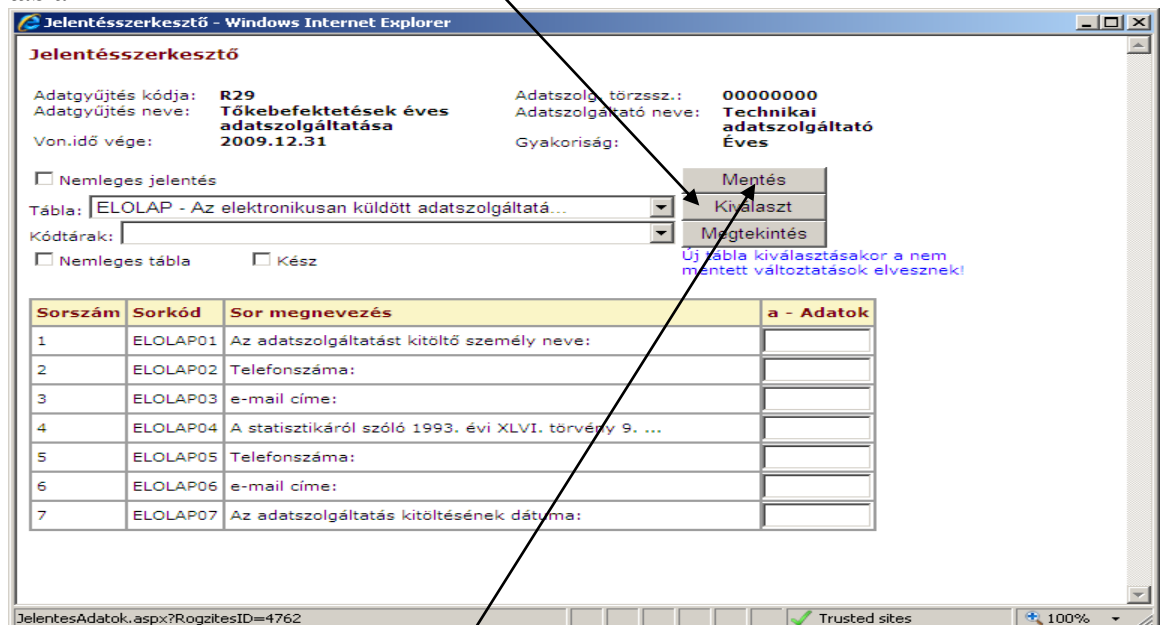 Jelentésszerkesztő - Windows Internet Explorer
Jelentésszerkesztő
Adatgyűjtés kódja: R29 Adatszolg. törzssz.: 00000000
Adatgyűjtés neve: Tőkebefektetések éves adatszolgáltatása Adatszolgáltató neve: Technikai adatszolgáltató
Von.idő vége: 2009.12.31 Gyakoriság: Éves
Nemleges jelentés Mentés
Tábla: ELOLAP - Az elektronikusan küldött adatszolgáltatá... Kiválaszt
Kódtárak: Megtekintés
Nemleges tábla Kész
Új tábla kiválasztásakor a nem
mentett változtatások elvesznek!
Sorszám Sorkód Sor megnevezés a - Adatok
1 ELOLAP01 Az adatszolgáltatást kitöltő személy neve:
2 ELOLAP02 Telefonszáma:
3 ELOLAP03 e-mail címe:
4 ELOLAP04 A statisztikáról szóló 1993. évi XLVI. törvény 9. ...
5 ELOLAP05 Telefonszáma:
6 ELOLAP06 e-mail címe:
7 ELOLAP07 Az adatszolgáltatás kitöltésének dátuma:
JelentesAdatok.aspx?RogzitesID=4762 Trusted sites 100%